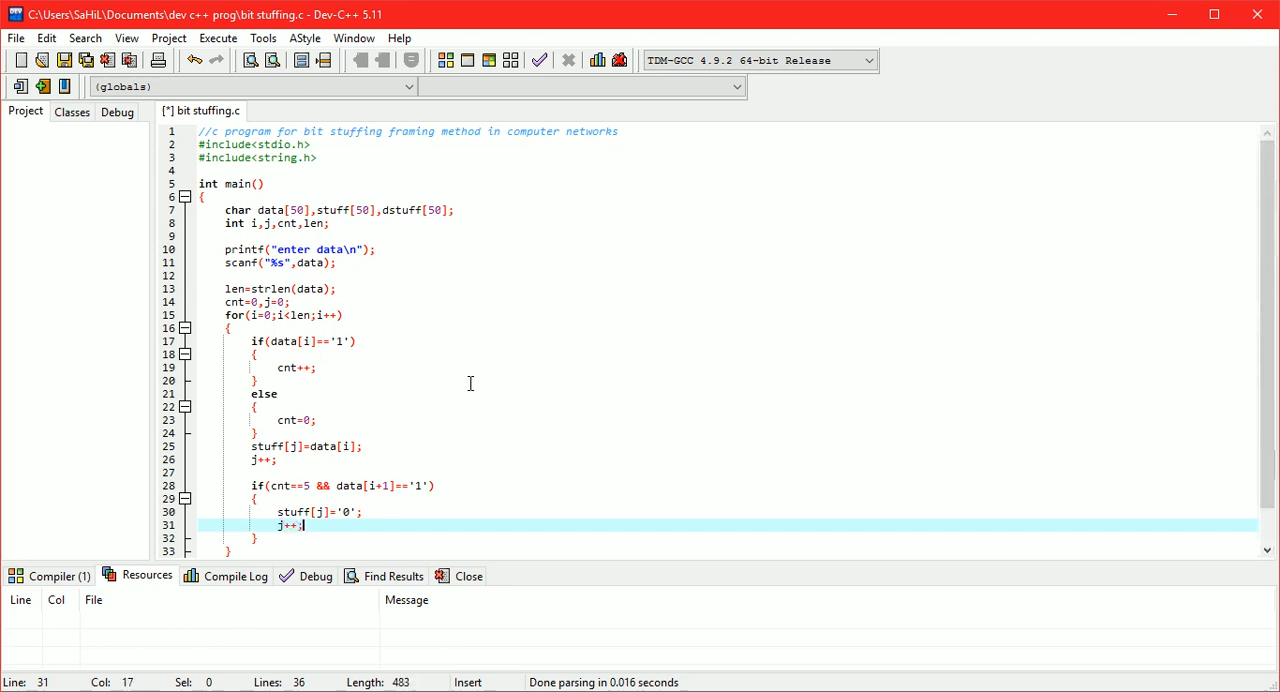 C:\Users\SaHiL\Documents\dev c++ prog\bit stuffing.c - Dev-C++ 5.11
File Edit Search View Project Execute Tools AStyle Window Help
TDM-GCC 4.9.2 64-bit Release
(globals)
Project Classes Debug [*] bit stuffing.c
1 //c program for bit stuffing framing method in computer networks
2 #include<stdio.h>
3 #include<string.h>
4
5 int main()
6 {
7 char data[50],stuff[50],dstuff[50];
8 int i,j,cnt,len;
9
10 printf("enter data\n");
11 scanf("%s",data);
12
13 len=strlen(data);
14 cnt=0,j=0;
15 for(i=0;i<len;i++)
16 {
17 if(data[i]=='1')
18 {
19 cnt++;
20 }
21 else
22 {
23 cnt=0;
24 }
25 stuff[j]=data[i];
26 j++;
27
28 if(cnt==5 && data[i+1]=='1')
29 {
30 stuff[j]='0';
31 j++;
32 }
33 }
Compiler (1) Resources Compile Log Debug Find Results Close
Line Col File Message
Line: 31 Col: 17 Sel: 0 Lines: 36 Length: 483 Insert Done parsing in 0.016 seconds